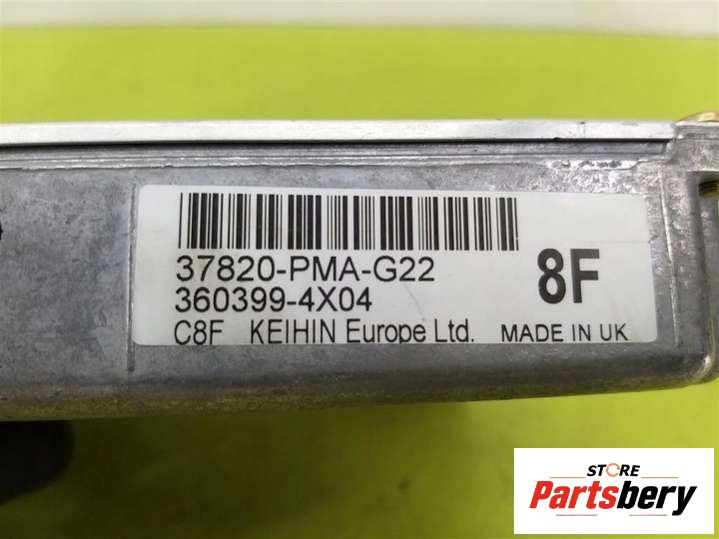 37820-PMA-G22
360399-4X04
8F
C8F KEIHIN Europe Ltd. MADE IN UK
STORE
Partsbery